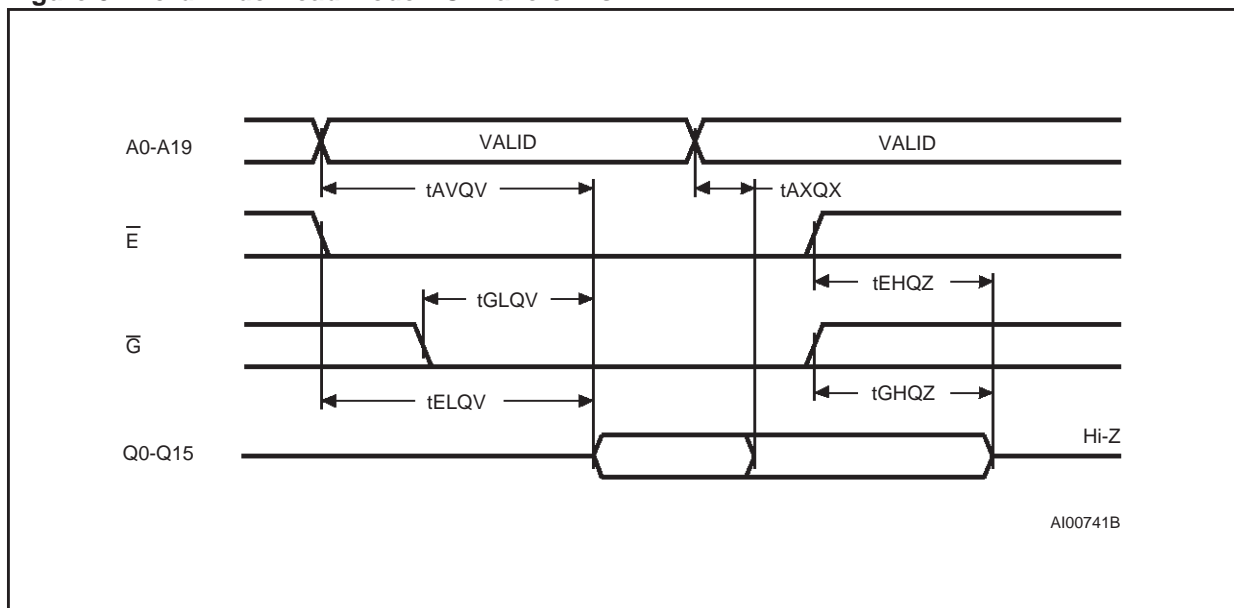 A0-A19
VALID
VALID
tAVQV
tAXQX
E
tEHQZ
tGLQV
G
tGHQZ
tELQV
Q0-Q15
Hi-Z
AI00741B